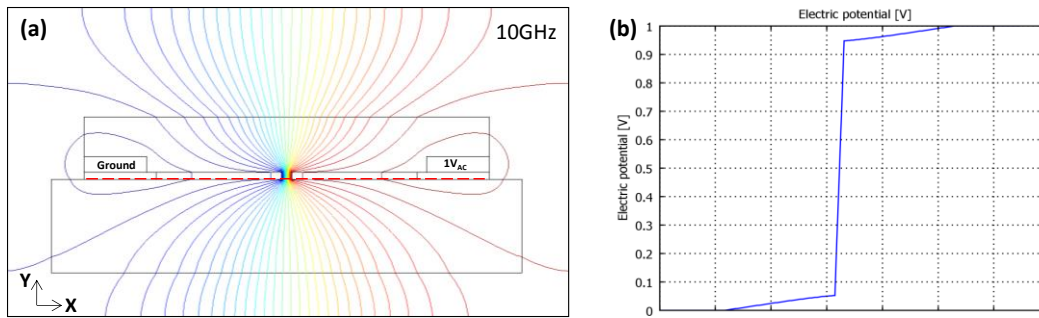 (a)
10GHz
Ground
1VAC
Y
X
(b)
Electric potential [V]
Electric potential [V]
1
0.9
0.8
0.7
0.6
0.5
0.4
0.3
0.2
0.1
0